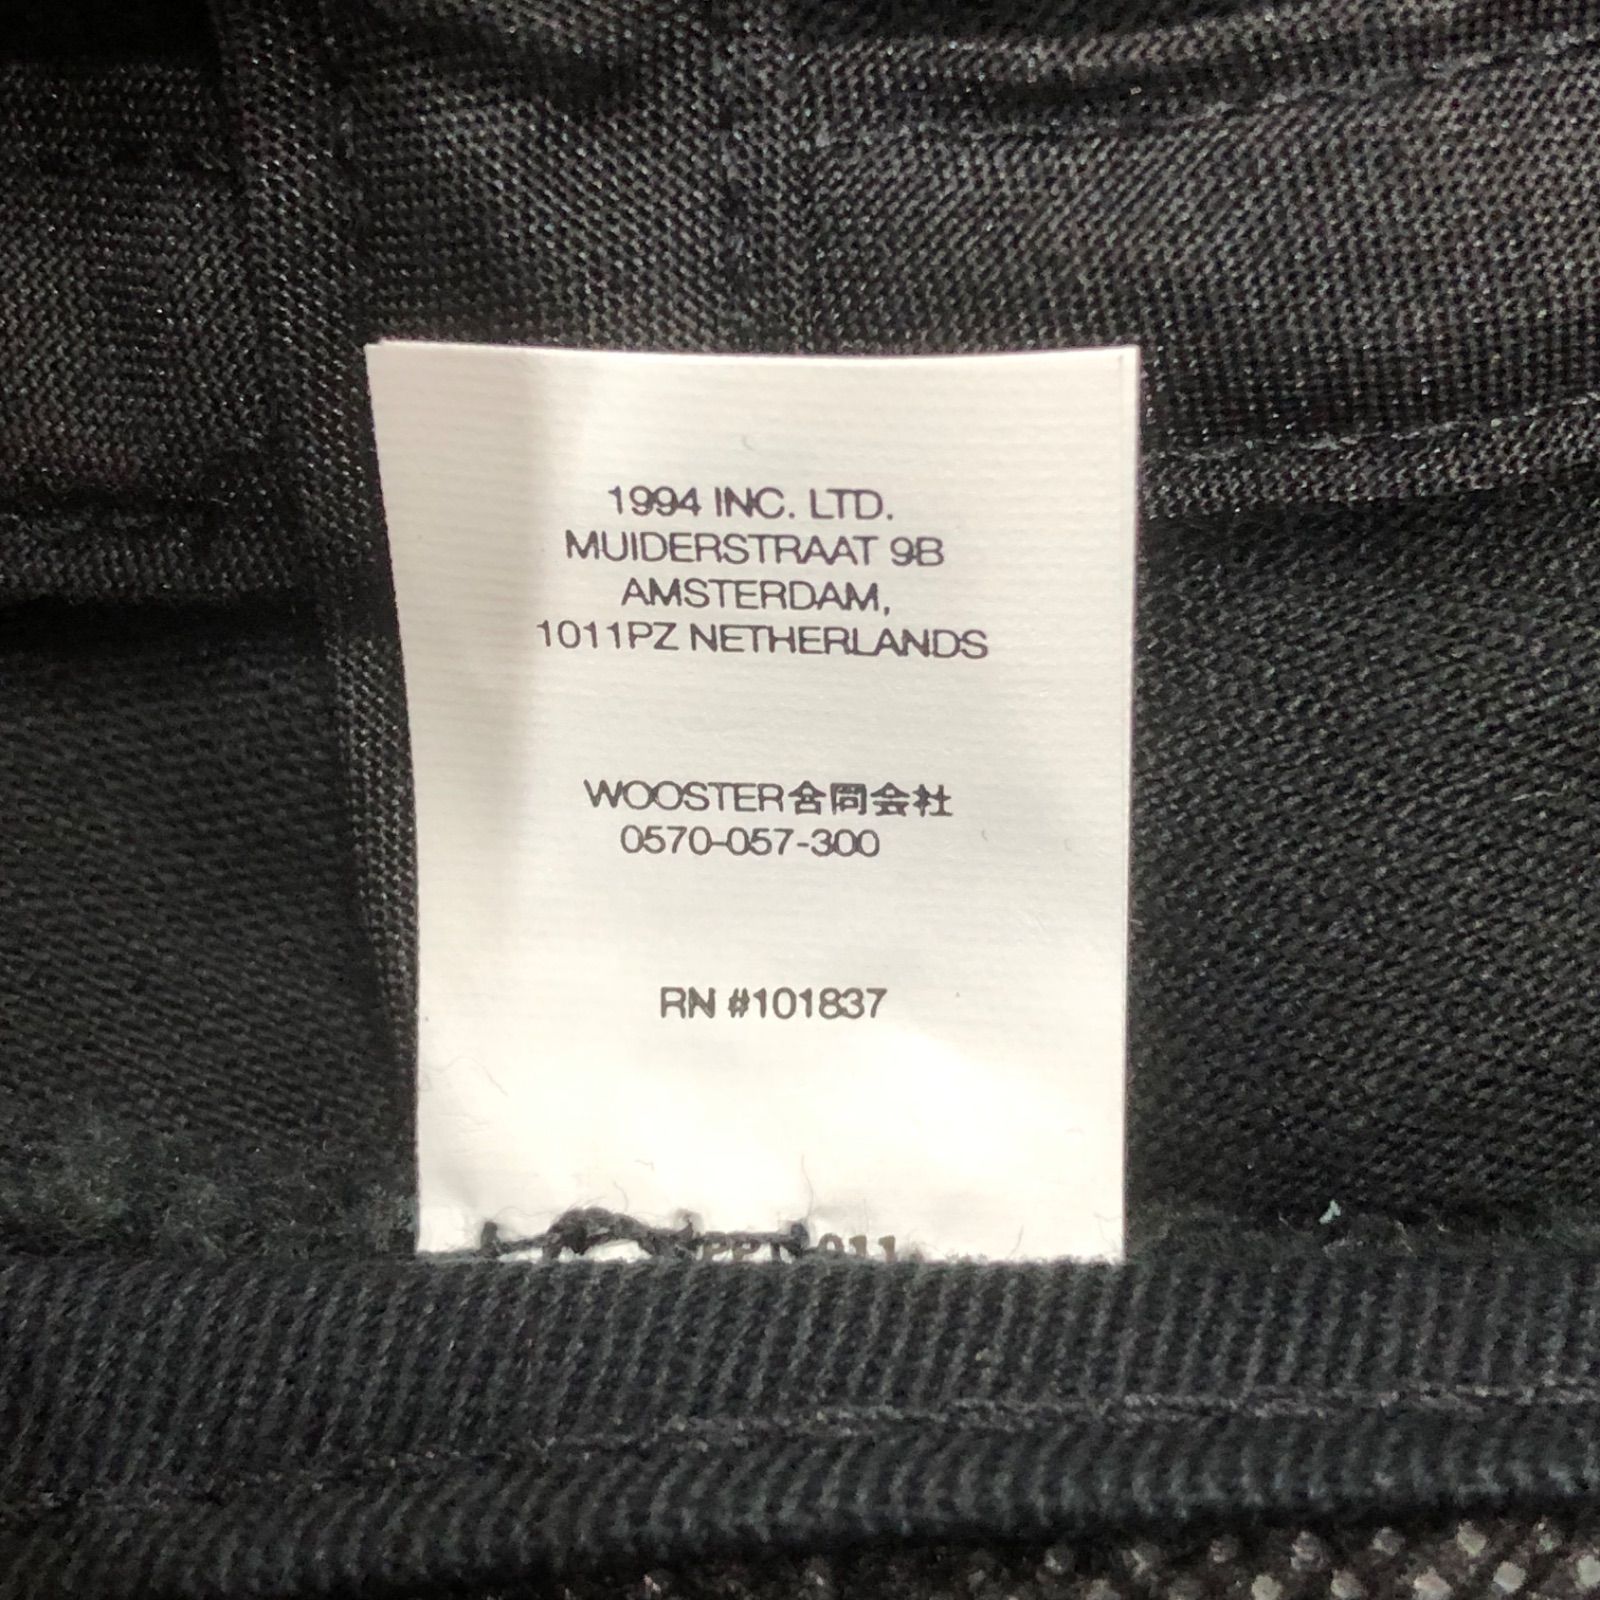 1994 INC. LTD.
MUIDERSTRAAT 9B
AMSTERDAM,
1011PZ NETHERLANDS
WOOSTER合同会社
0570-057-300
RN #101837